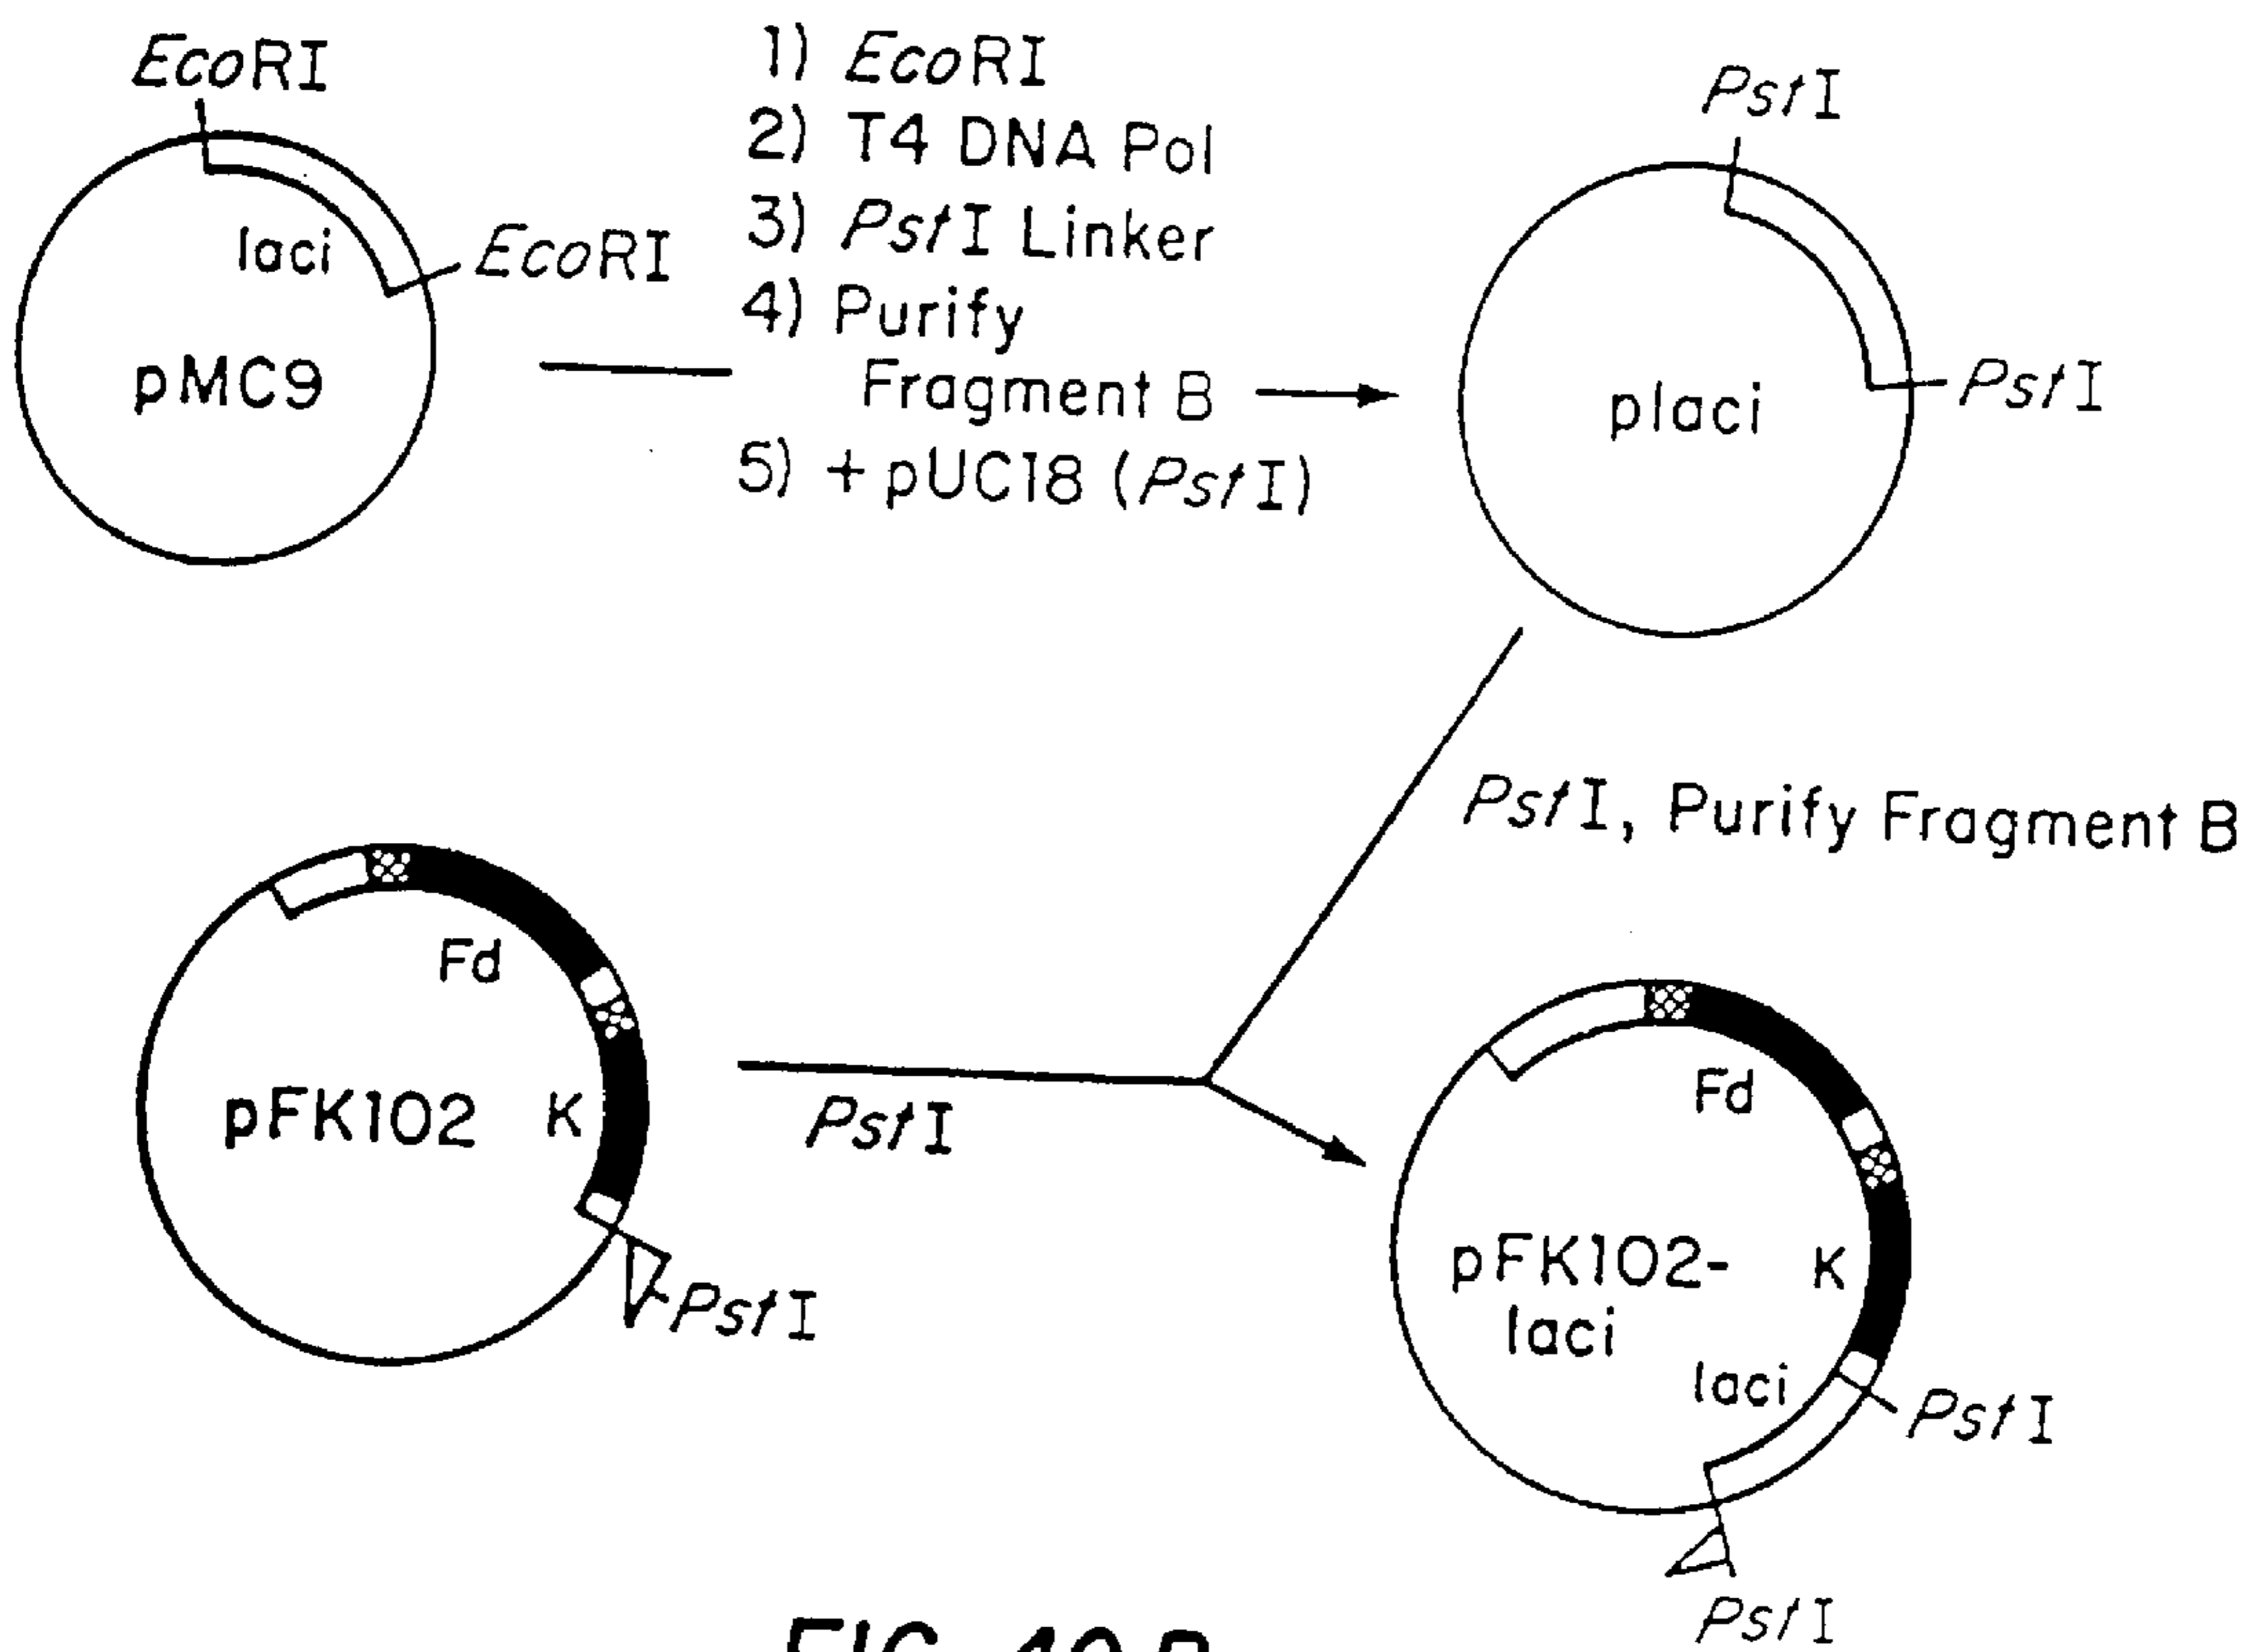 EcoRI
laci
EcoRI
pMC9
1) EcoRI
2) T4 DNA Pol
3) PstI Linker
4) Purify
Fragment B
5) + pUC18 (PstI)
PstI
placi
PstI
PstI, Purify Fragment B
Fd
pFK102 K
PstI
PstI
Fd
pFK102- K
laci
laci
PstI
PstI